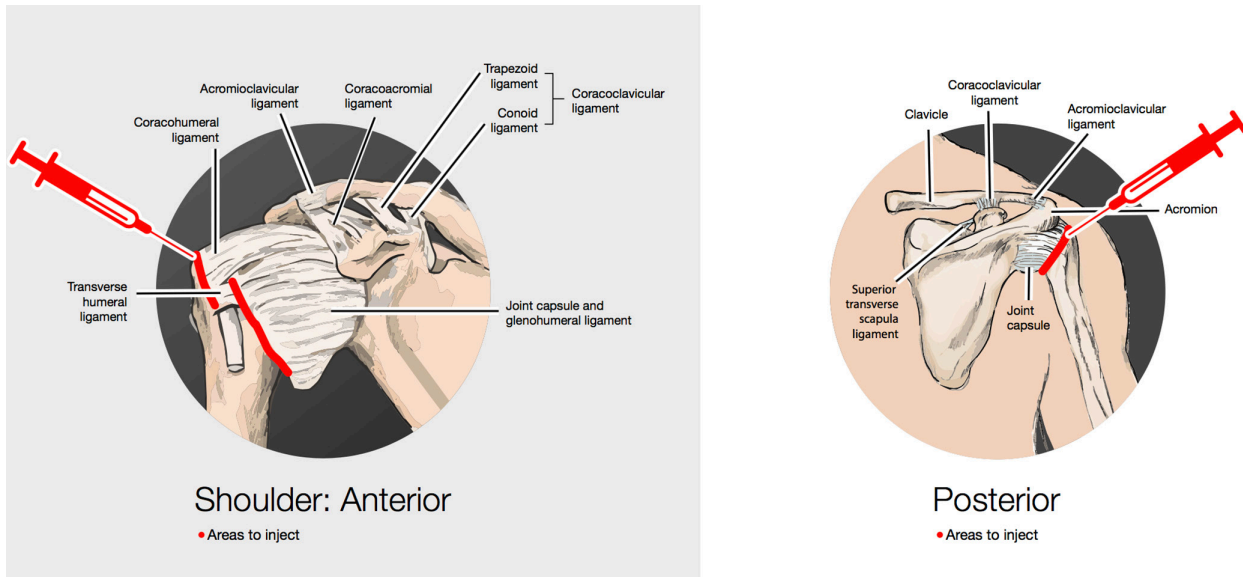 Trapezoid
ligament
Acromioclavicular
ligament
Coracoacromial
ligament
Coracoclavicular
ligament
Conoid
ligament
Coracohumeral
ligament
Transverse
humeral
ligament
Joint capsule and
glenohumeral ligament
Shoulder: Anterior
Areas to inject
Coracoclavicular
ligament
Clavicle
Acromioclavicular
ligament
Acromion
Superior
transverse
scapula
ligament
Joint
capsule
Posterior
Areas to inject